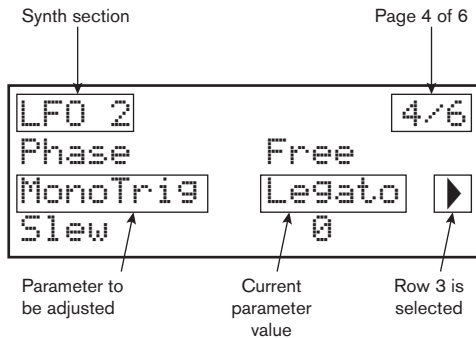 Synth section
Page 4 of 6
LFO 2 4/6
Phase Free
MonoTrig Legato
Slew 0
Parameter to
be adjusted
Current
parameter
value
Row 3 is
selected